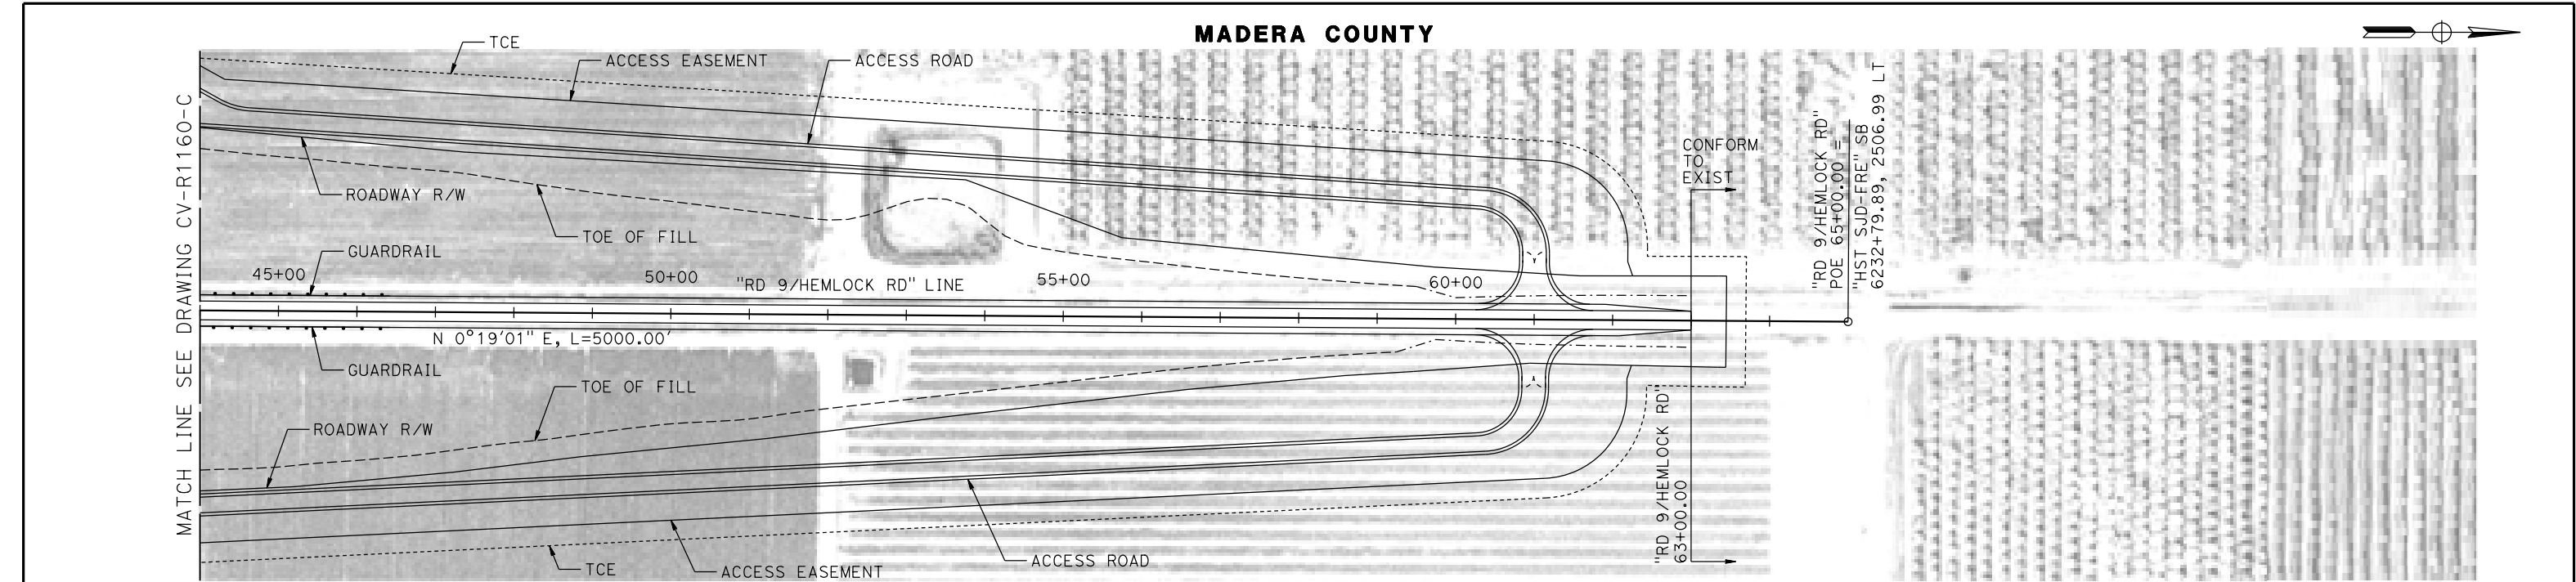 MADERA COUNTY
TCE
ACCESS EASEMENT
ACCESS ROAD
MATCH LINE SEE DRAWING CV-R1160-C
ROADWAY R/W
TOE OF FILL
GUARDRAIL
45+00
50+00
"RD 9/HEMLOCK RD" LINE
55+00
60+00
CONFORM
TO
EXIST
"RD 9/HEMLOCK RD"
POE 65+00.00 =
"HST SJD-FRE" SB
6232+79.89, 2506.99 LT
N 0°19'01" E, L=5000.00'
GUARDRAIL
TOE OF FILL
ROADWAY R/W
"RD 9/HEMLOCK RD"
63+00.00
TCE
ACCESS EASEMENT
ACCESS ROAD